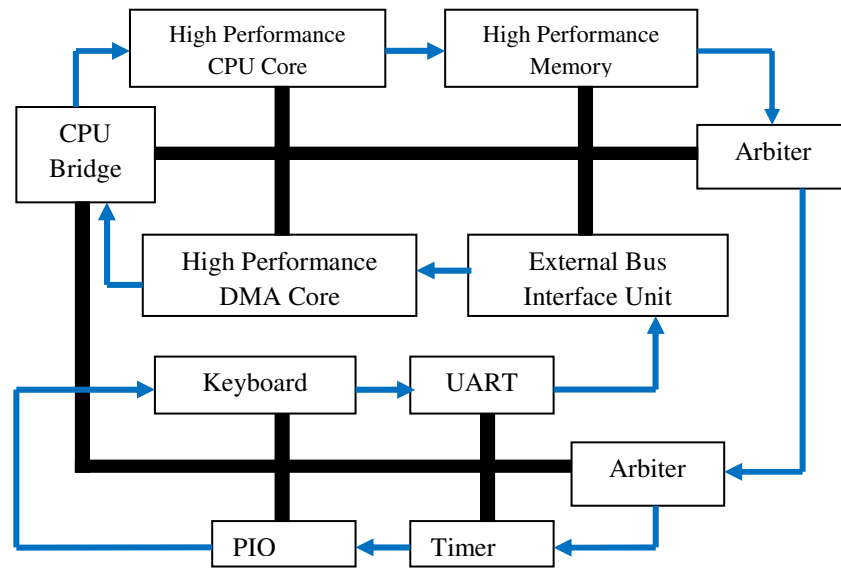 High Performance
CPU Core
High Performance
Memory
CPU
Bridge
Arbiter
High Performance
DMA Core
External Bus
Interface Unit
Keyboard
UART
Arbiter
PIO
Timer